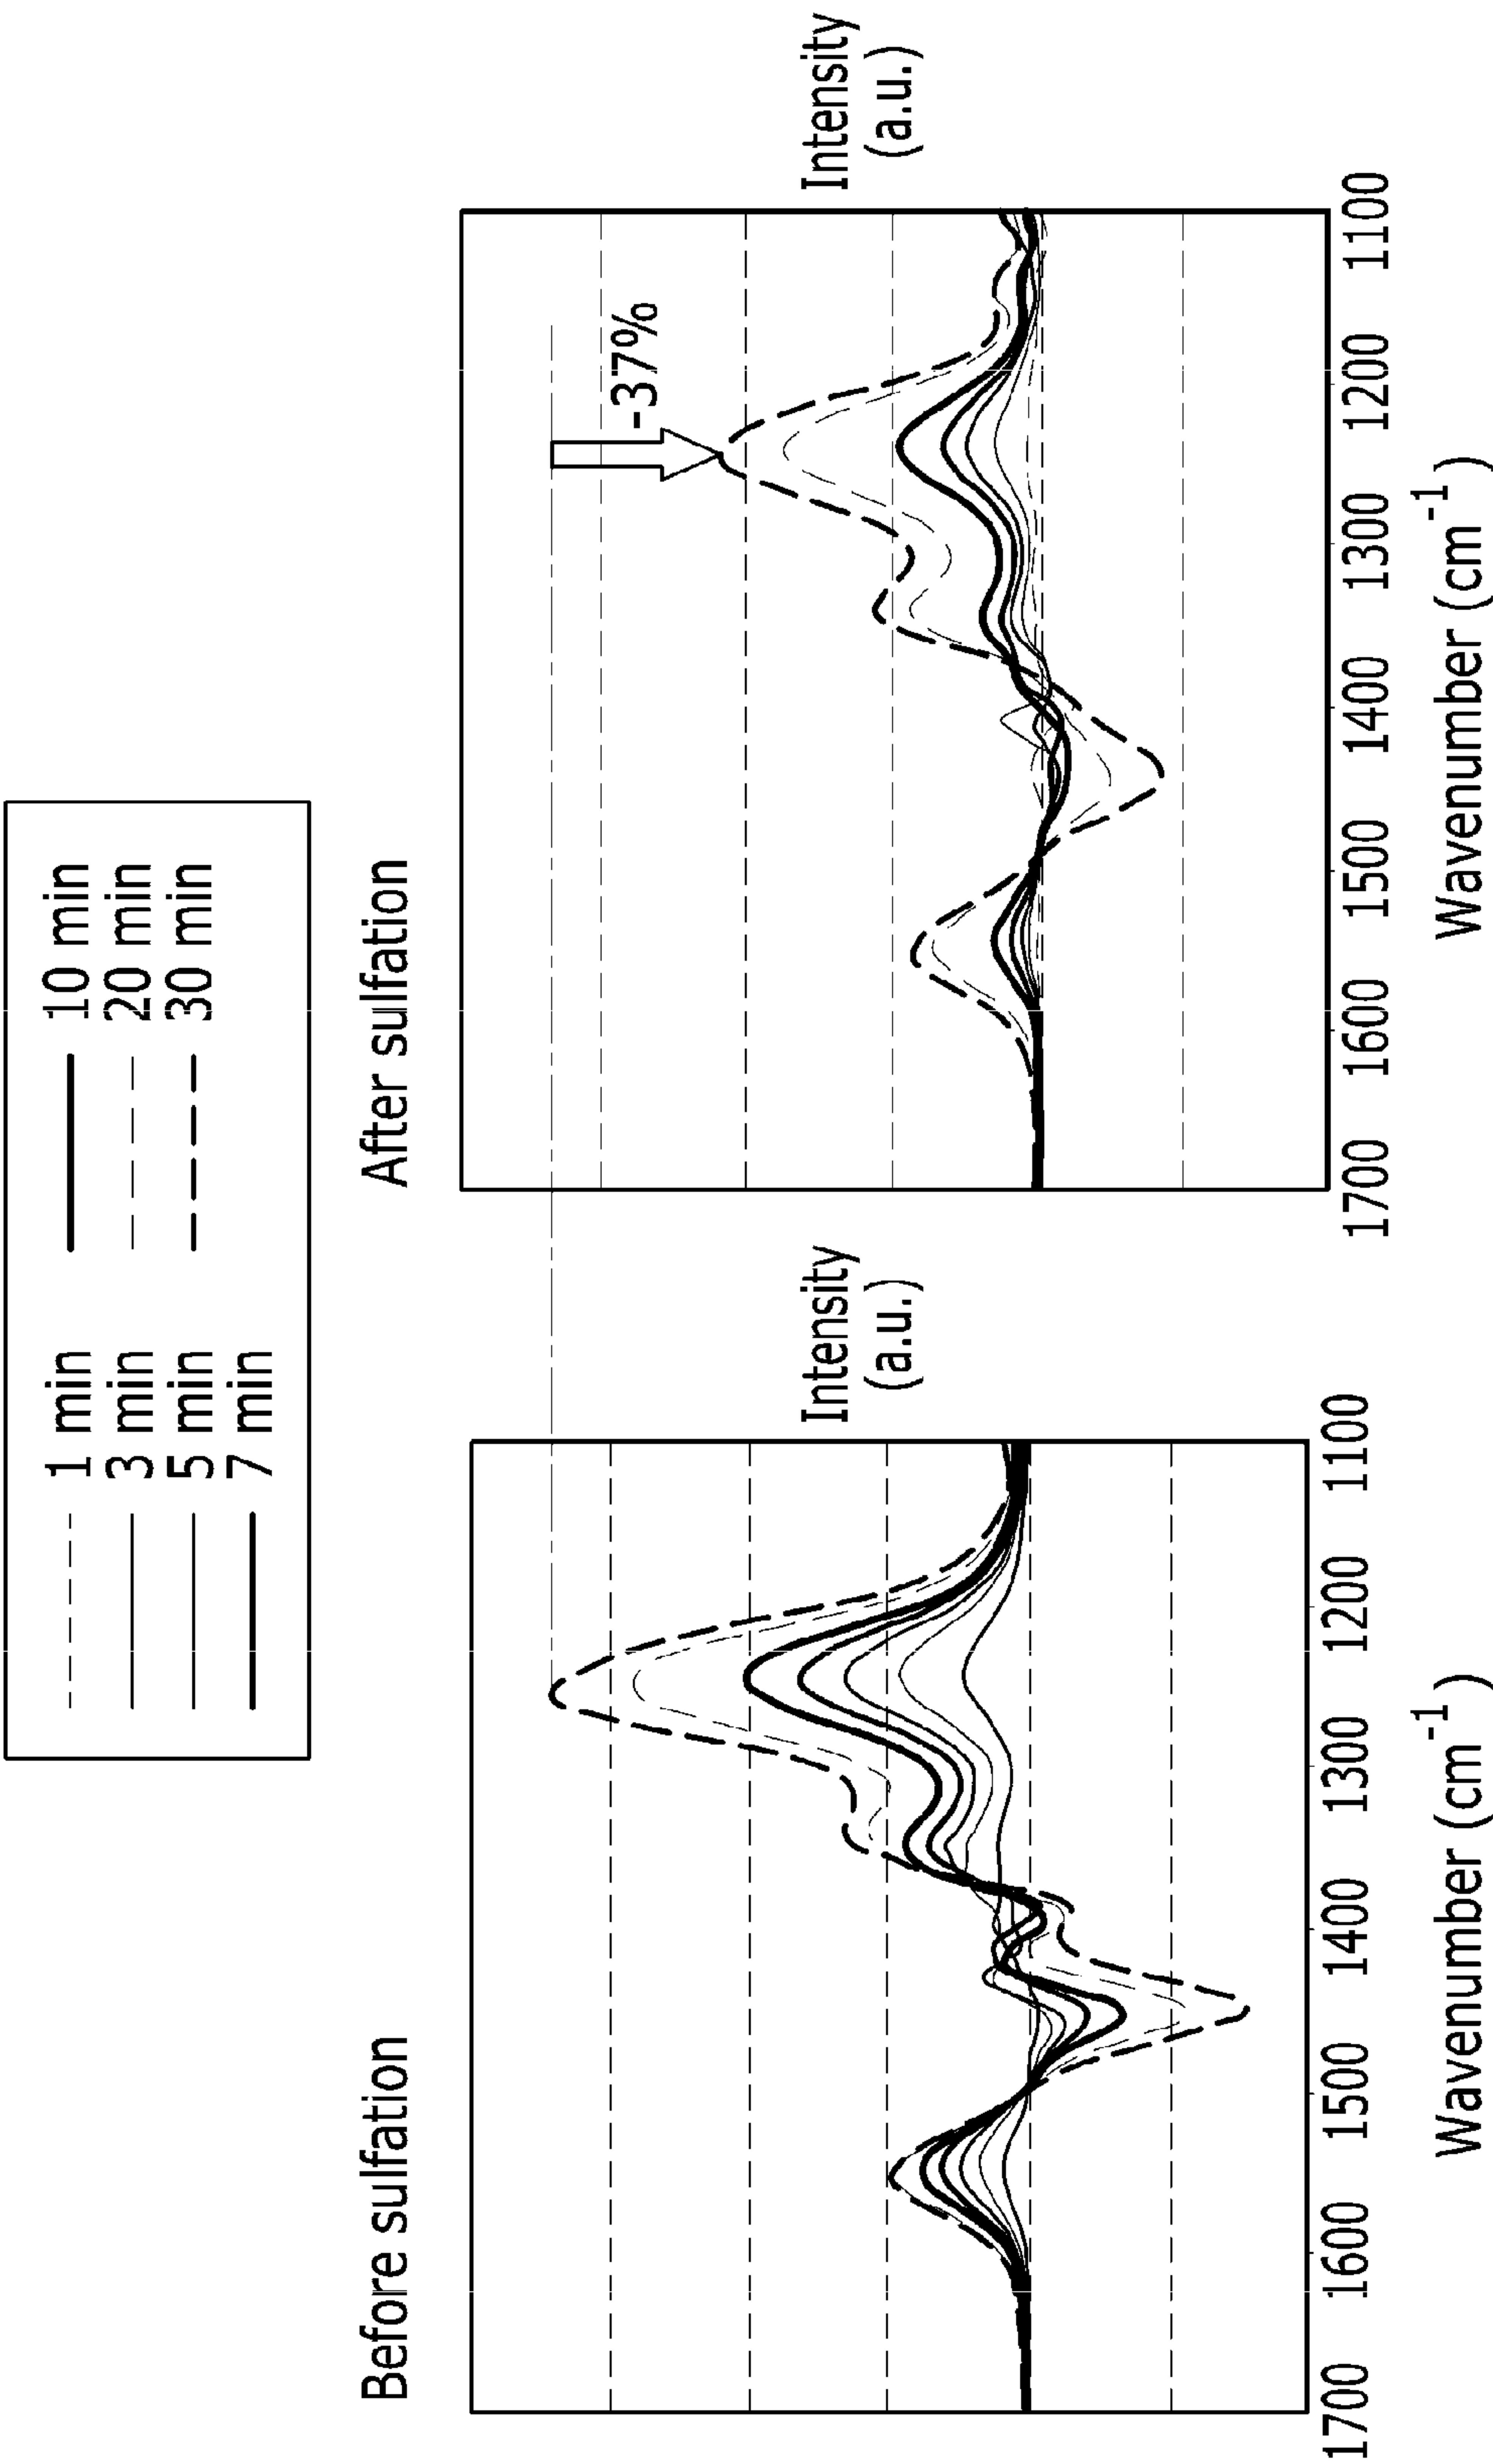 1 min
3 min
5 min
7 min
10 min
20 min
30 min
Before sulfation
Intensity
(a.u.)
1700 1600 1500 1400 1300 1200 1100
Wavenumber (cm⁻¹)
After sulfation
-37%
Intensity
(a.u.)
1700 1600 1500 1400 1300 1200 1100
Wavenumber (cm⁻¹)